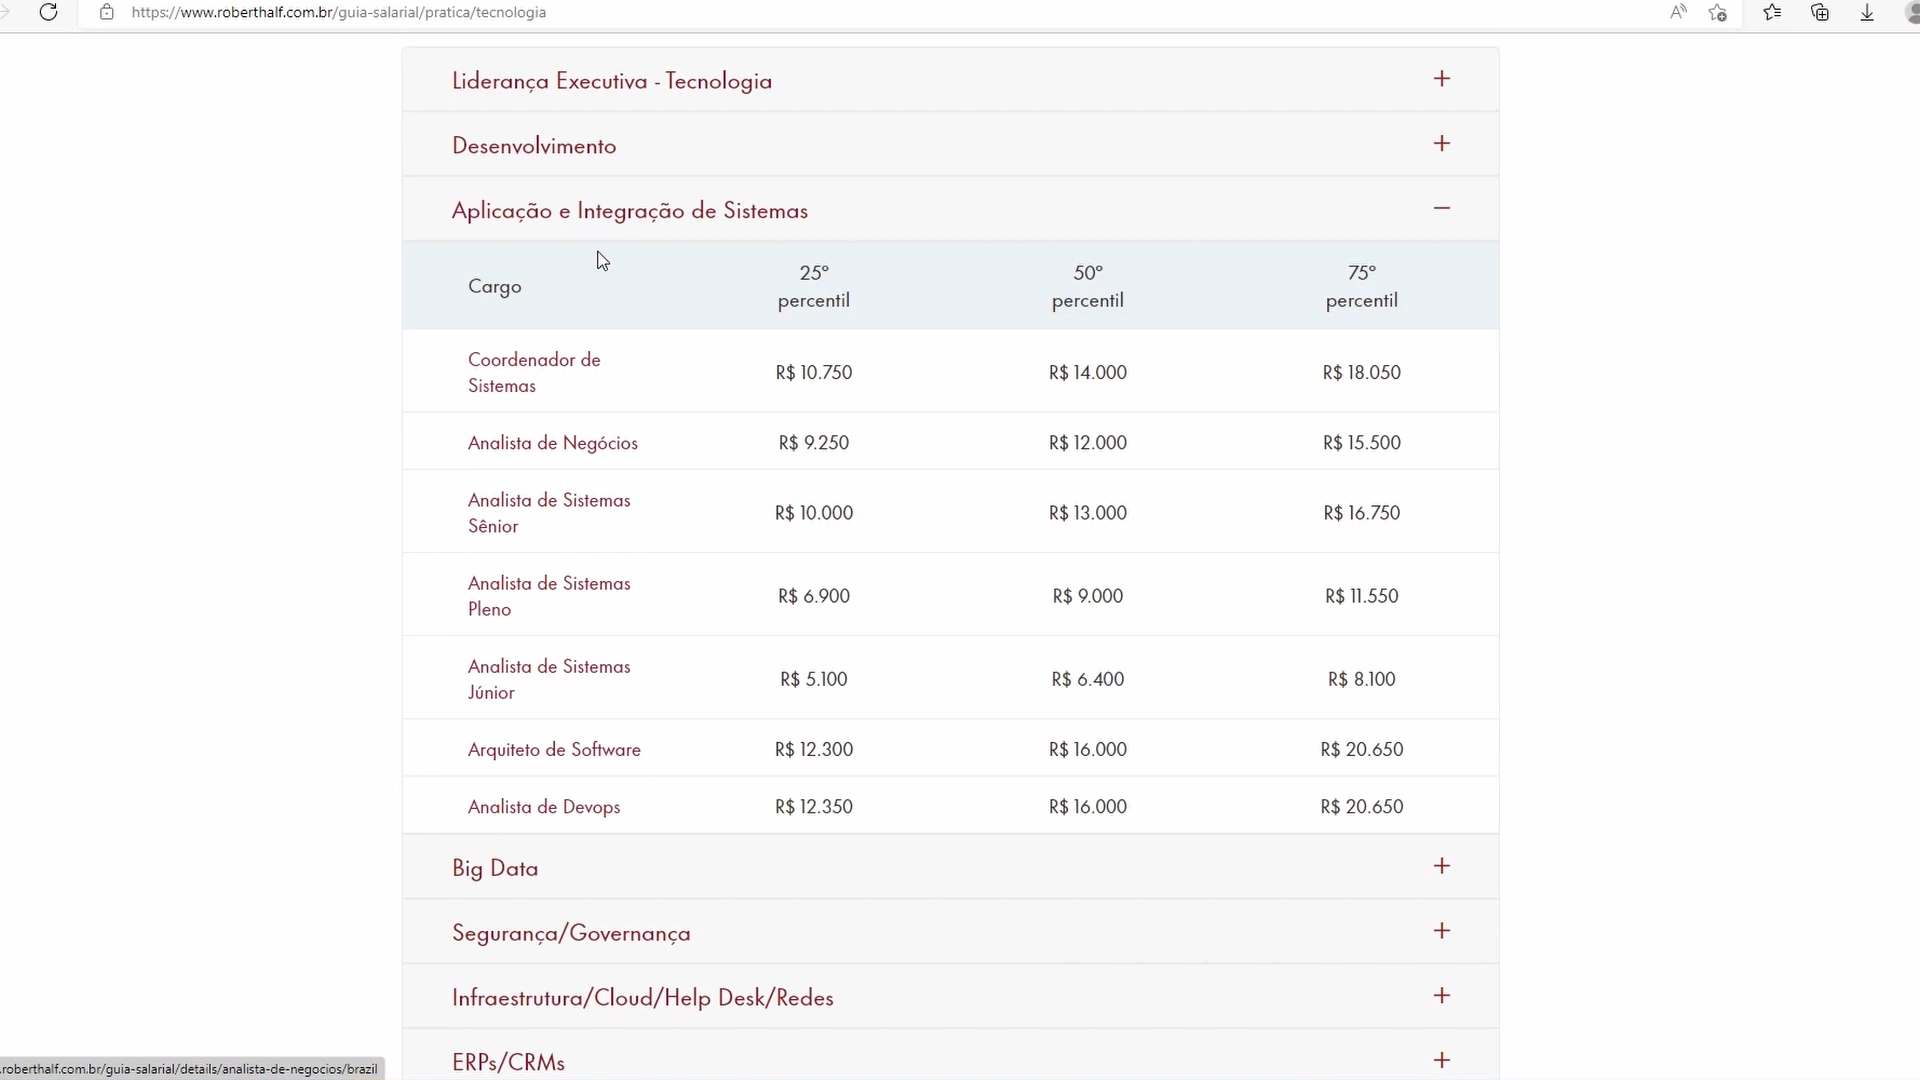 https://www.roberthalf.com.br/guia-salarial/pratica/tecnologia
Liderança Executiva - Tecnologia
Desenvolvimento
Aplicação e Integração de Sistemas
Cargo
25º percentil
50º percentil
75º percentil
Coordenador de Sistemas
R$ 10.750
R$ 14.000
R$ 18.050
Analista de Negócios
R$ 9.250
R$ 12.000
R$ 15.500
Analista de Sistemas Sênior
R$ 10.000
R$ 13.000
R$ 16.750
Analista de Sistemas Pleno
R$ 6.900
R$ 9.000
R$ 11.550
Analista de Sistemas Júnior
R$ 5.100
R$ 6.400
R$ 8.100
Arquiteto de Software
R$ 12.300
R$ 16.000
R$ 20.650
Analista de Devops
R$ 12.350
R$ 16.000
R$ 20.650
Big Data
Segurança/Governança
Infraestrutura/Cloud/Help Desk/Redes
ERPs/CRMs
.roberthalf.com.br/guia-salarial/details/analista-de-negocios/brazil